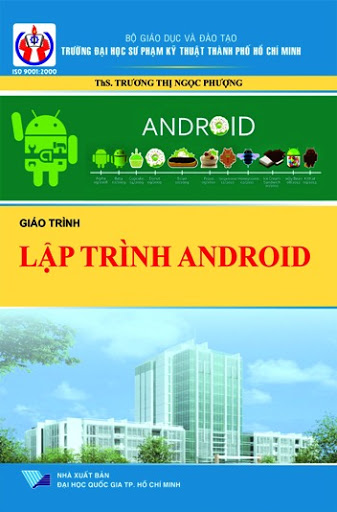 BỘ GIÁO DỤC VÀ ĐÀO TẠO
TRƯỜNG ĐẠI HỌC SƯ PHẠM KỸ THUẬT THÀNH PHỐ HỒ CHÍ MINH
ISO 9001:2000
ThS. TRƯƠNG THỊ NGỌC PHƯỢNG
ANDROID
GIÁO TRÌNH
LẬP TRÌNH ANDROID
NHÀ XUẤT BẢN
ĐẠI HỌC QUỐC GIA TP. HỒ CHÍ MINH